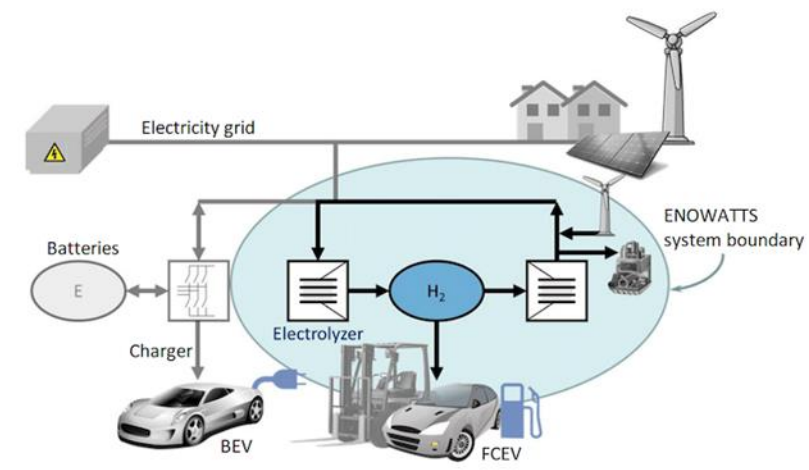 Electricity grid
ENOWATTS
system boundary
Batteries
E
H₂
Electrolyzer
Charger
BEV
FCEV